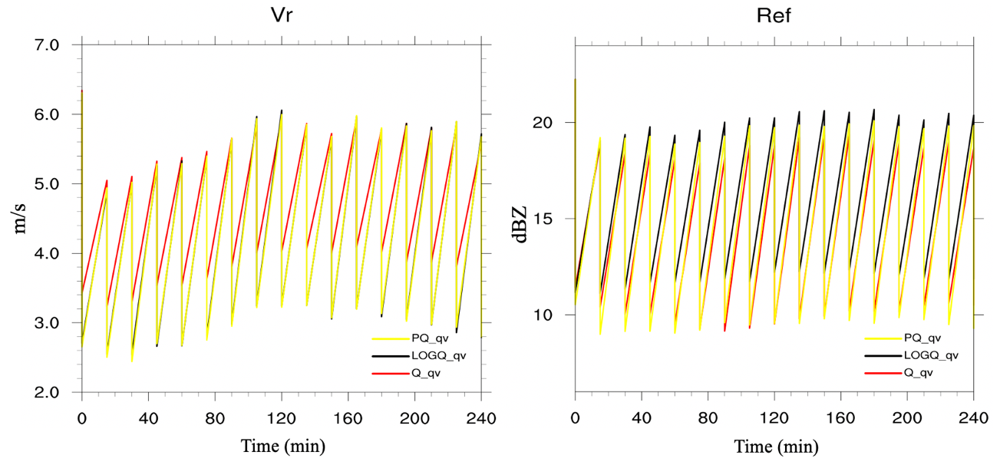 Vr
7.0
6.0
5.0
4.0
3.0
2.0
m/s
PQ_qv
LOGQ_qv
Q_qv
0 40 80 120 160 200 240
Time (min)
Ref
20
15
10
dBZ
PQ_qv
LOGQ_qv
Q_qv
0 40 80 120 160 200 240
Time (min)